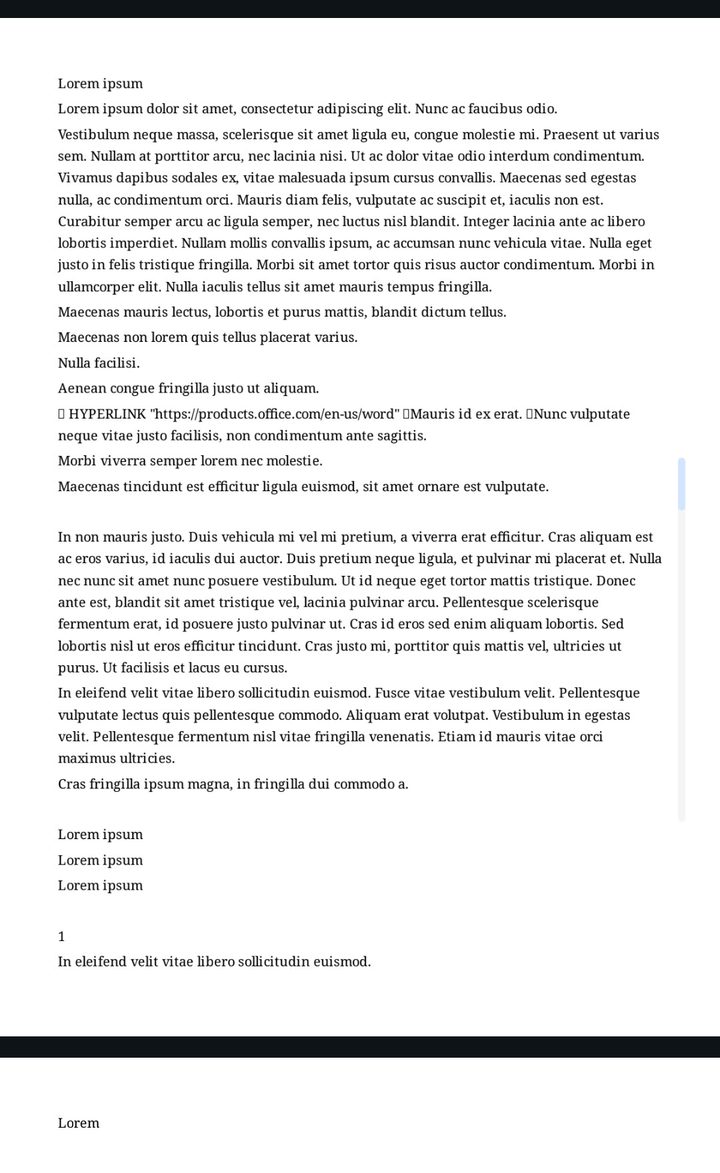 Lorem ipsum
Lorem ipsum dolor sit amet, consectetur adipiscing elit. Nunc ac faucibus odio.
Vestibulum neque massa, scelerisque sit amet ligula eu, congue molestie mi. Praesent ut varius
sem. Nullam at porttitor arcu, nec lacinia nisi. Ut ac dolor vitae odio interdum condimentum.
Vivamus dapibus sodales ex, vitae malesuada ipsum cursus convallis. Maecenas sed egestas
nulla, ac condimentum orci. Mauris diam felis, vulputate ac suscipit et, iaculis non est.
Curabitur semper arcu ac ligula semper, nec luctus nisl blandit. Integer lacinia ante ac libero
lobortis imperdiet. Nullam mollis convallis ipsum, ac accumsan nunc vehicula vitae. Nulla eget
justo in felis tristique fringilla. Morbi sit amet tortor quis risus auctor condimentum. Morbi in
ullamcorper elit. Nulla iaculis tellus sit amet mauris tempus fringilla.
Maecenas mauris lectus, lobortis et purus mattis, blandit dictum tellus.
Maecenas non lorem quis tellus placerat varius.
Nulla facilisi.
Aenean congue fringilla justo ut aliquam.
▯ HYPERLINK "https://products.office.com/en-us/word" ▯Mauris id ex erat. ▯Nunc vulputate
neque vitae justo facilisis, non condimentum ante sagittis.
Morbi viverra semper lorem nec molestie.
Maecenas tincidunt est efficitur ligula euismod, sit amet ornare est vulputate.
In non mauris justo. Duis vehicula mi vel mi pretium, a viverra erat efficitur. Cras aliquam est
ac eros varius, id iaculis dui auctor. Duis pretium neque ligula, et pulvinar mi placerat et. Nulla
nec nunc sit amet nunc posuere vestibulum. Ut id neque eget tortor mattis tristique. Donec
ante est, blandit sit amet tristique vel, lacinia pulvinar arcu. Pellentesque scelerisque
fermentum erat, id posuere justo pulvinar ut. Cras id eros sed enim aliquam lobortis. Sed
lobortis nisl ut eros efficitur tincidunt. Cras justo mi, porttitor quis mattis vel, ultricies ut
purus. Ut facilisis et lacus eu cursus.
In eleifend velit vitae libero sollicitudin euismod. Fusce vitae vestibulum velit. Pellentesque
vulputate lectus quis pellentesque commodo. Aliquam erat volutpat. Vestibulum in egestas
velit. Pellentesque fermentum nisl vitae fringilla venenatis. Etiam id mauris vitae orci
maximus ultricies.
Cras fringilla ipsum magna, in fringilla dui commodo a.
Lorem ipsum
Lorem ipsum
Lorem ipsum
1
In eleifend velit vitae libero sollicitudin euismod.
Lorem